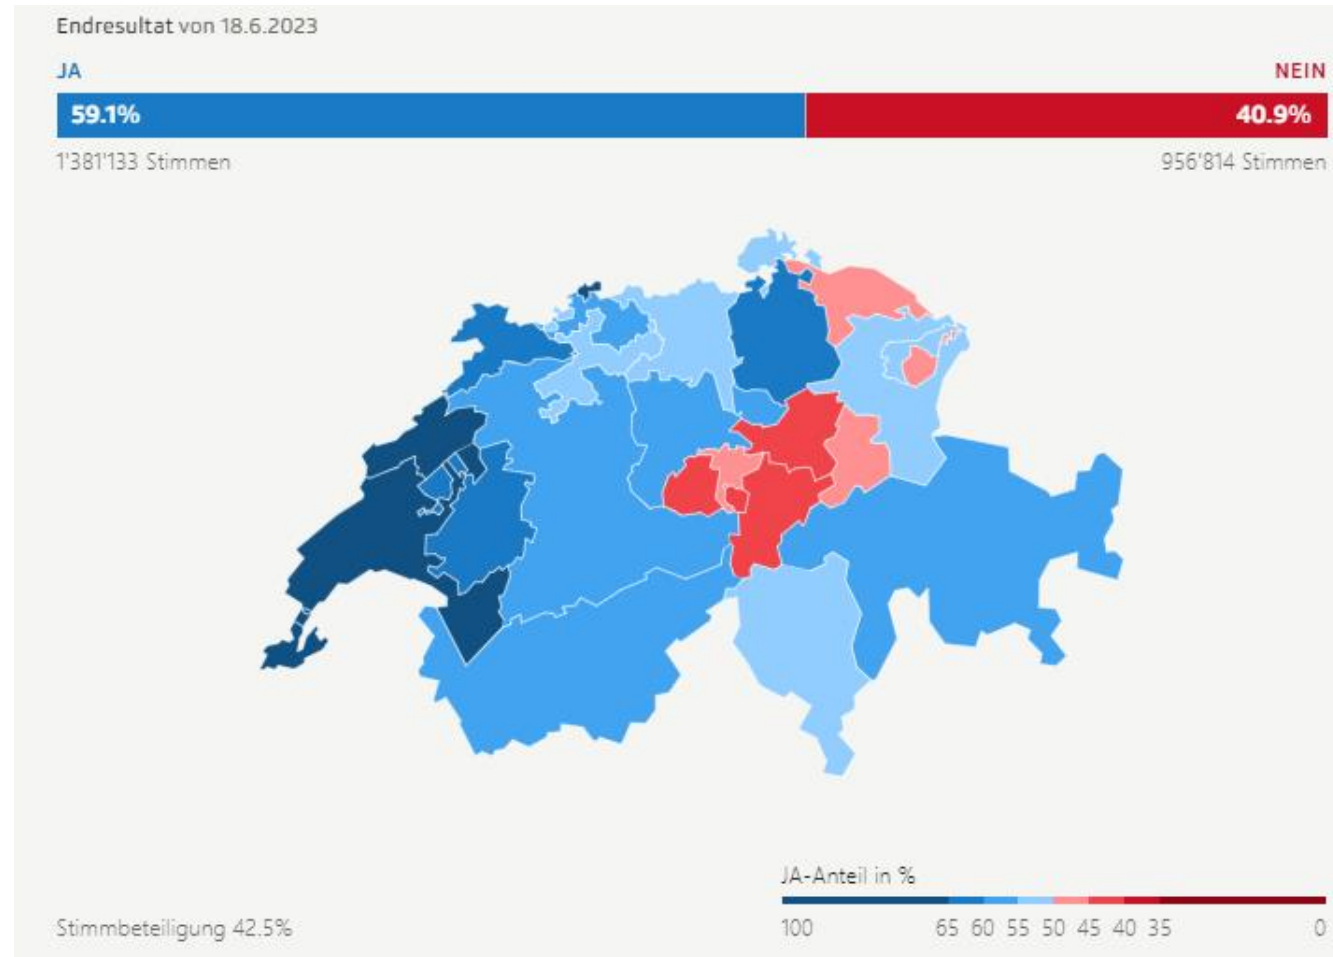 Endresultat von 18.6.2023
JA NEIN
59.1% 40.9%
1'381'133 Stimmen 956'814 Stimmen
JA-Anteil in %
100 65 60 55 50 45 40 35 0
Stimmbeteiligung 42.5%